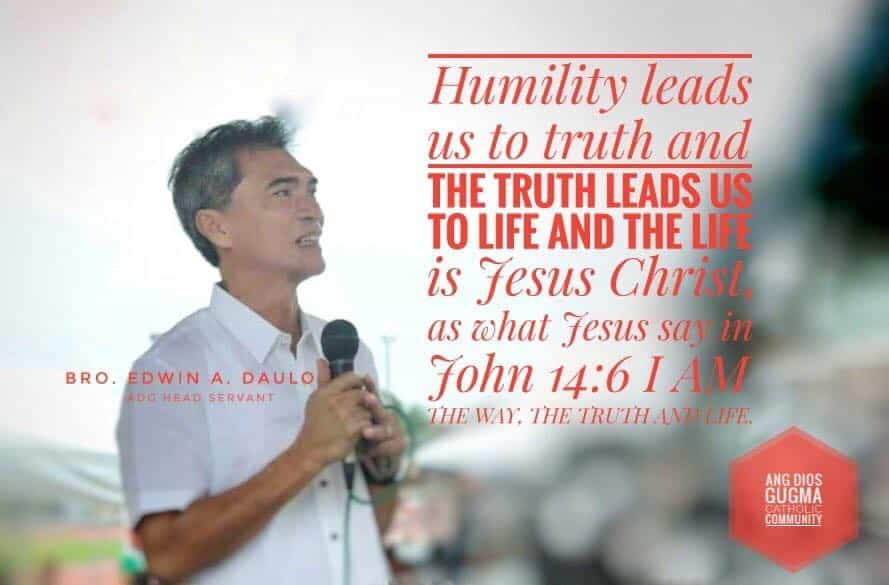 Humility leads
us to truth and
THE TRUTH LEADS US
TO LIFE AND THE LIFE
is Jesus Christ,
as what Jesus say in
John 14:6 I AM
THE WAY, THE TRUTH AND LIFE.
BRO. EDWIN A. DAULO
ADG HEAD SERVANT
ANG DIOS
GUGMA
CATHOLIC
COMMUNITY